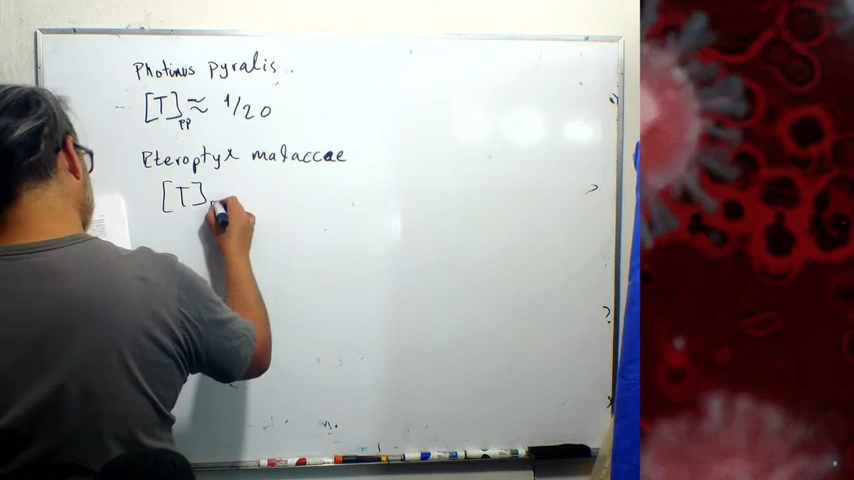 Photinus pyralis.
[T]pp ≈ 1/20
Pteroptyx malaccae
[T]